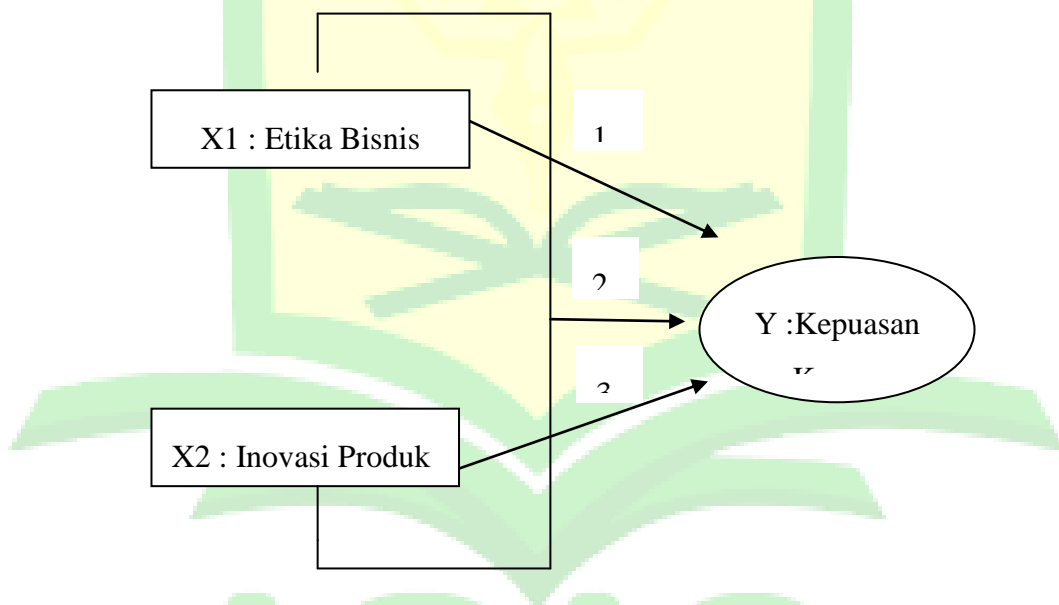 X1 : Etika Bisnis
1
2
Y :Kepuasan
3
X2 : Inovasi Produk